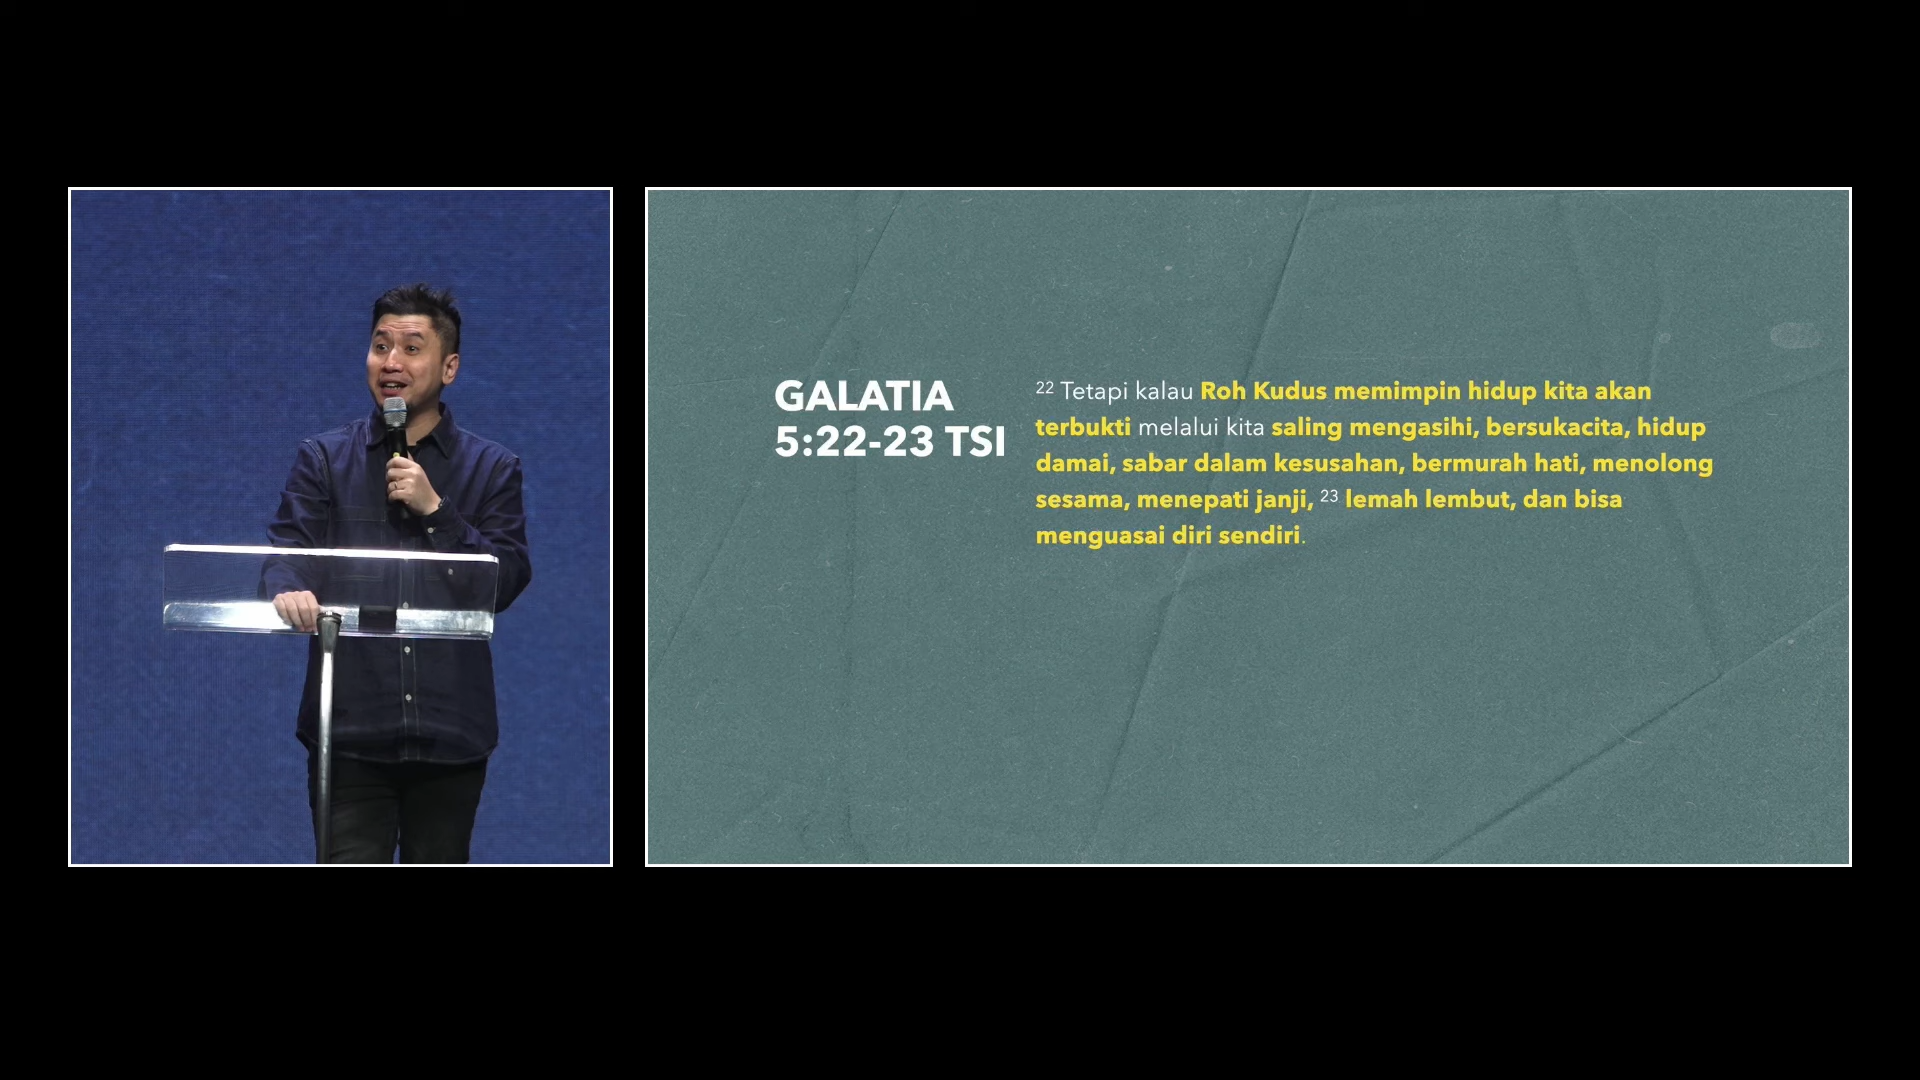 GALATIA
5:22-23 TSI
22 Tetapi kalau Roh Kudus memimpin hidup kita akan
terbukti melalui kita saling mengasihi, bersukacita, hidup
damai, sabar dalam kesusahan, bermurah hati, menolong
sesama, menepati janji, 23 lemah lembut, dan bisa
menguasai diri sendiri.